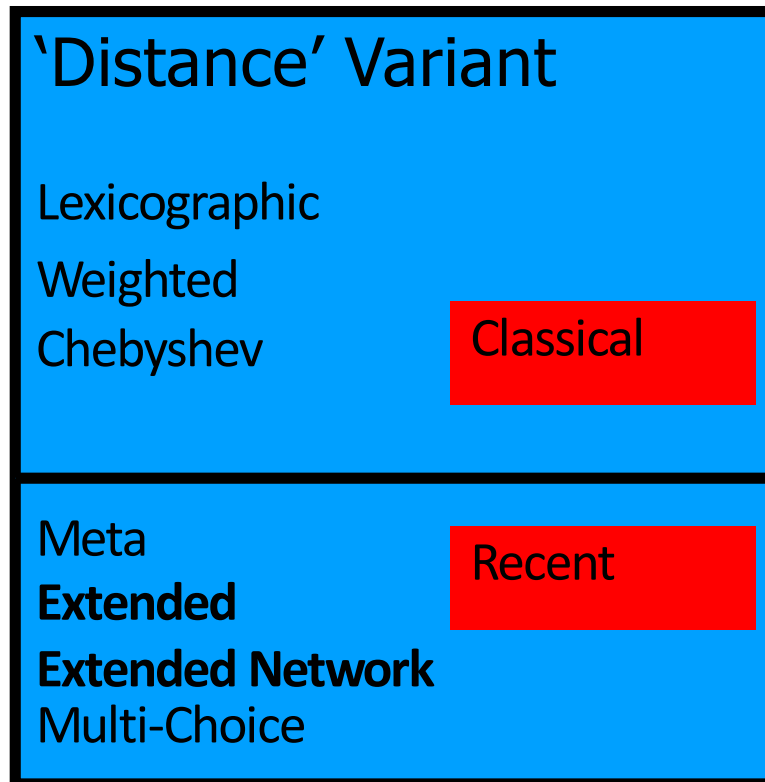 ‘Distance’ Variant
Lexicographic
Weighted
Chebyshev
Classical
Meta
Recent
Extended
Extended Network
Multi-Choice